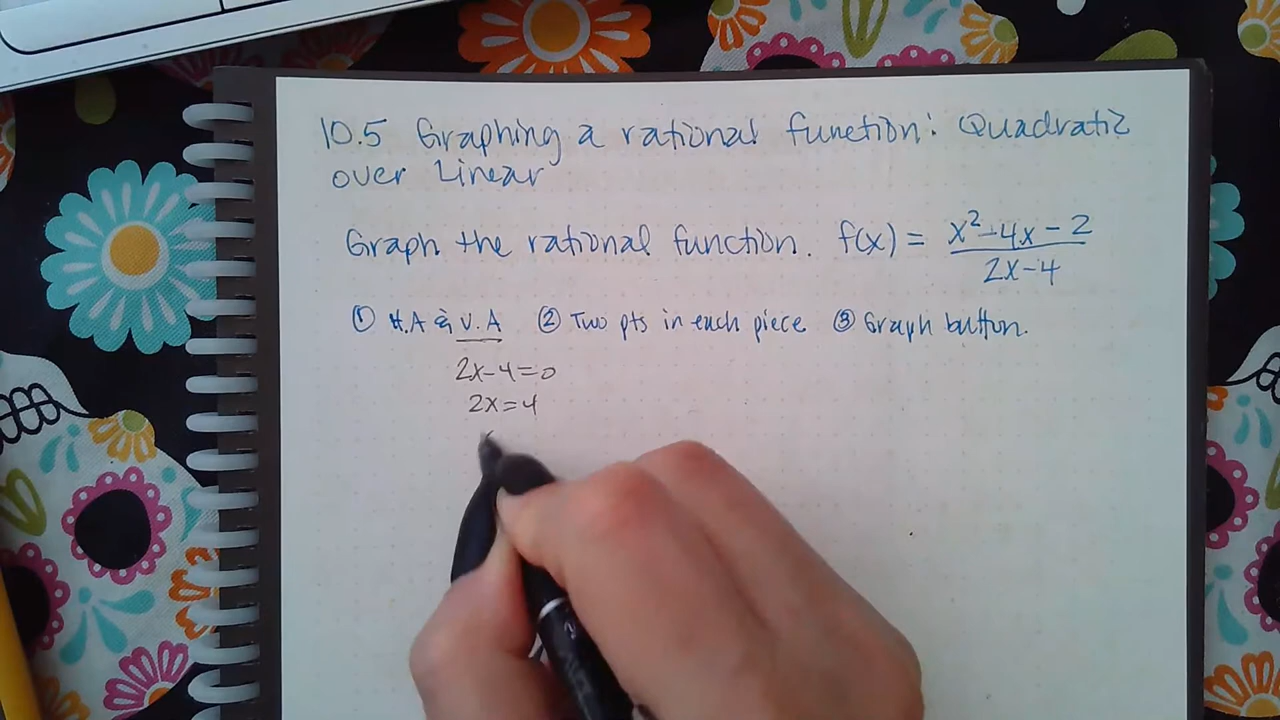 10.5 Graphing a rational function: Quadratic
over Linear
Graph the rational function. f(x) = x²-4x-2
2x-4
① H.A & V.A ② Two pts in each piece ③ Graph button.
2x-4=0
2x=4